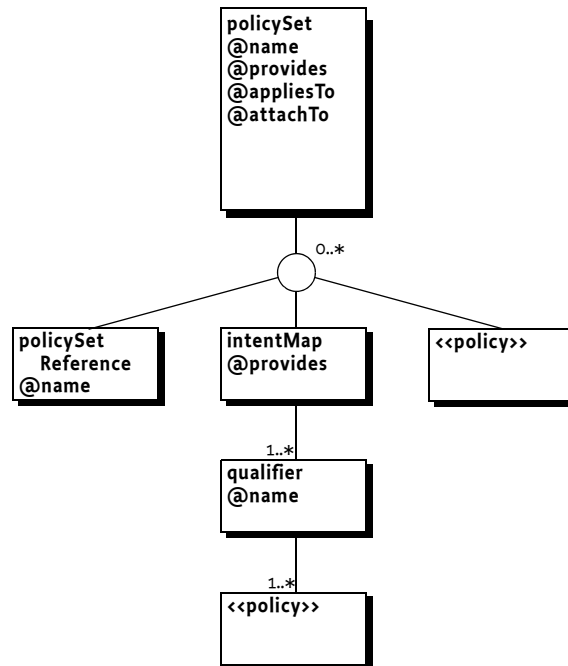 policySet
@name
@provides
@appliesTo
@attachTo
0..*
policySet
Reference
@name
intentMap
@provides
<<policy>>
1..*
qualifier
@name
1..*
<<policy>>